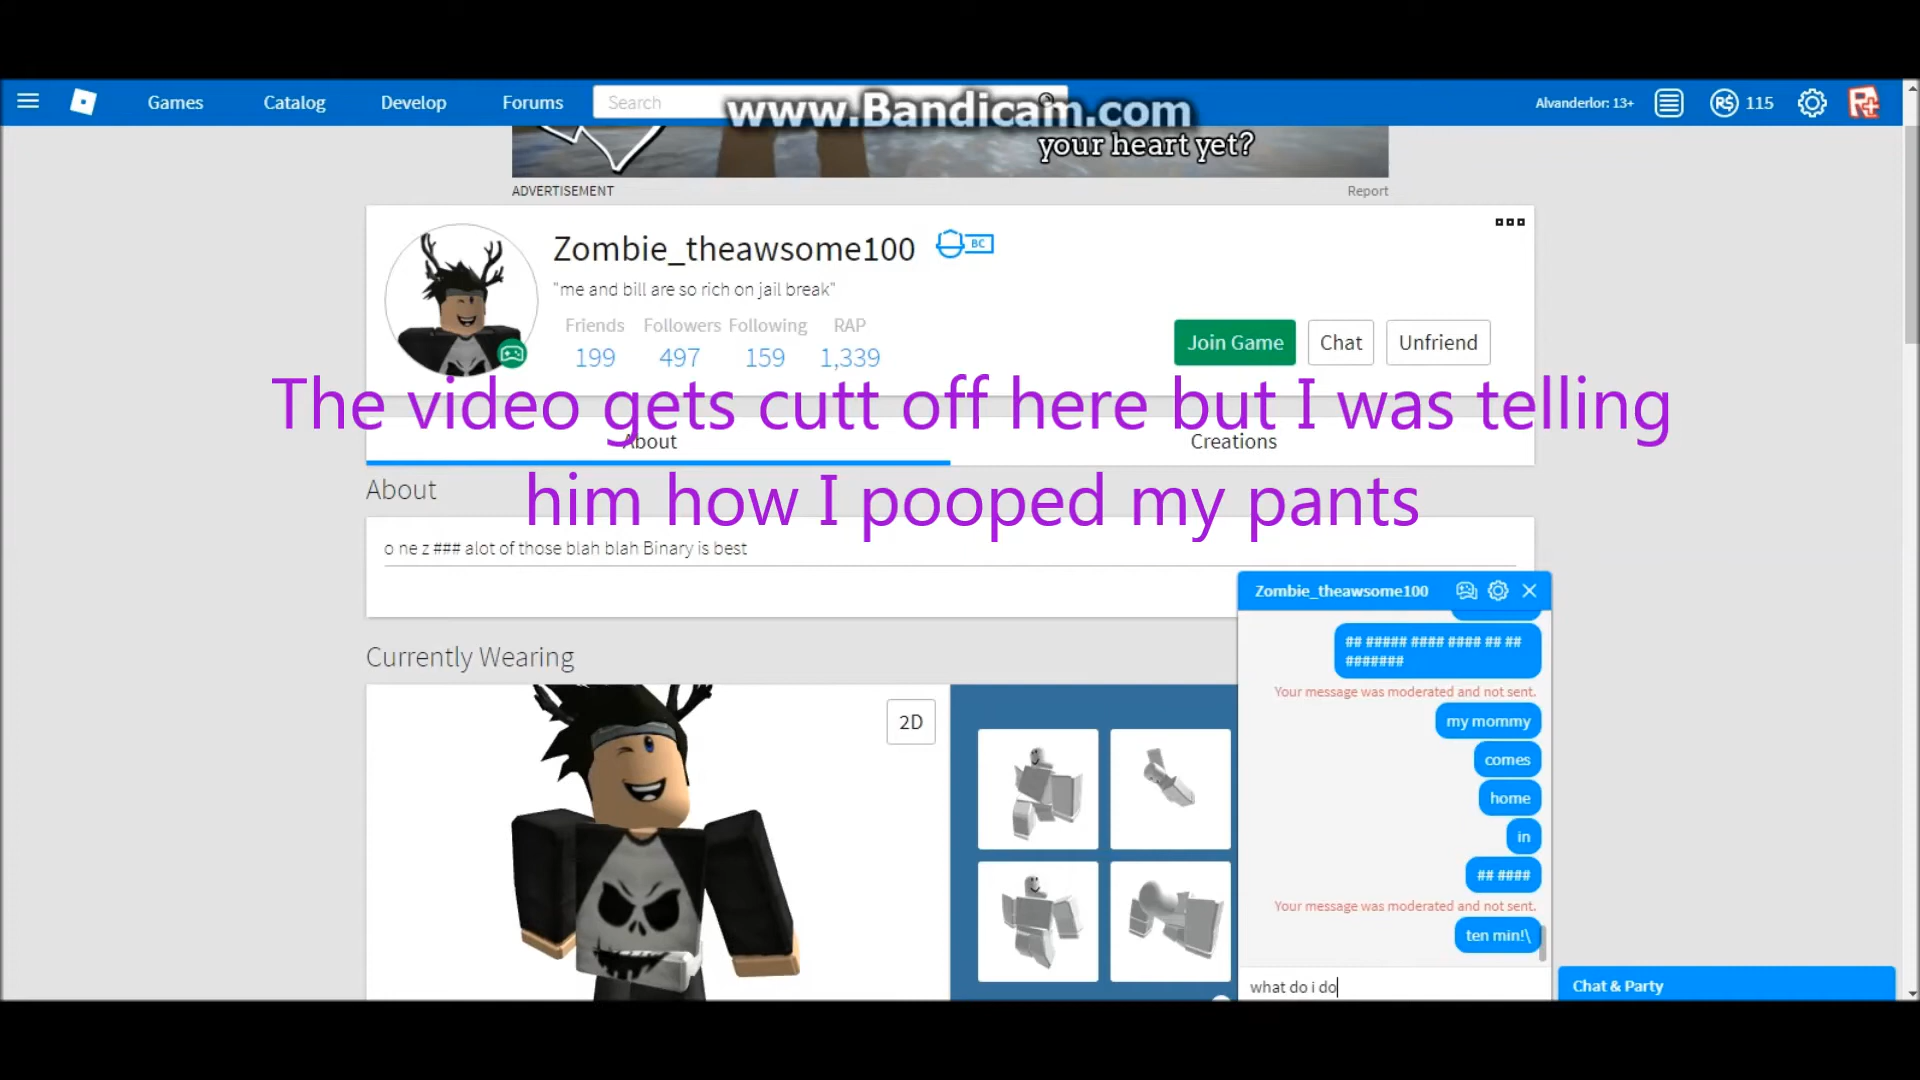 Games Catalog Develop Forums Search www.Bandicam.com Alvanderlor: 13+ R$ 115 R+
your heart yet?
ADVERTISEMENT Report
Zombie_theawsome100 BC
"me and bill are so rich on jail break"
Friends Followers Following RAP
199 497 159 1,339
Join Game Chat Unfriend
The video gets cutt off here but I was telling
About Creations
him how I pooped my pants
About
o ne z ### alot of those blah blah Binary is best
Currently Wearing
2D
Zombie_theawsome100
## ##### #### #### ## ##
#######
Your message was moderated and not sent.
my mommy
comes
home
in
## ####
Your message was moderated and not sent.
ten min!\
what do i do
Chat & Party